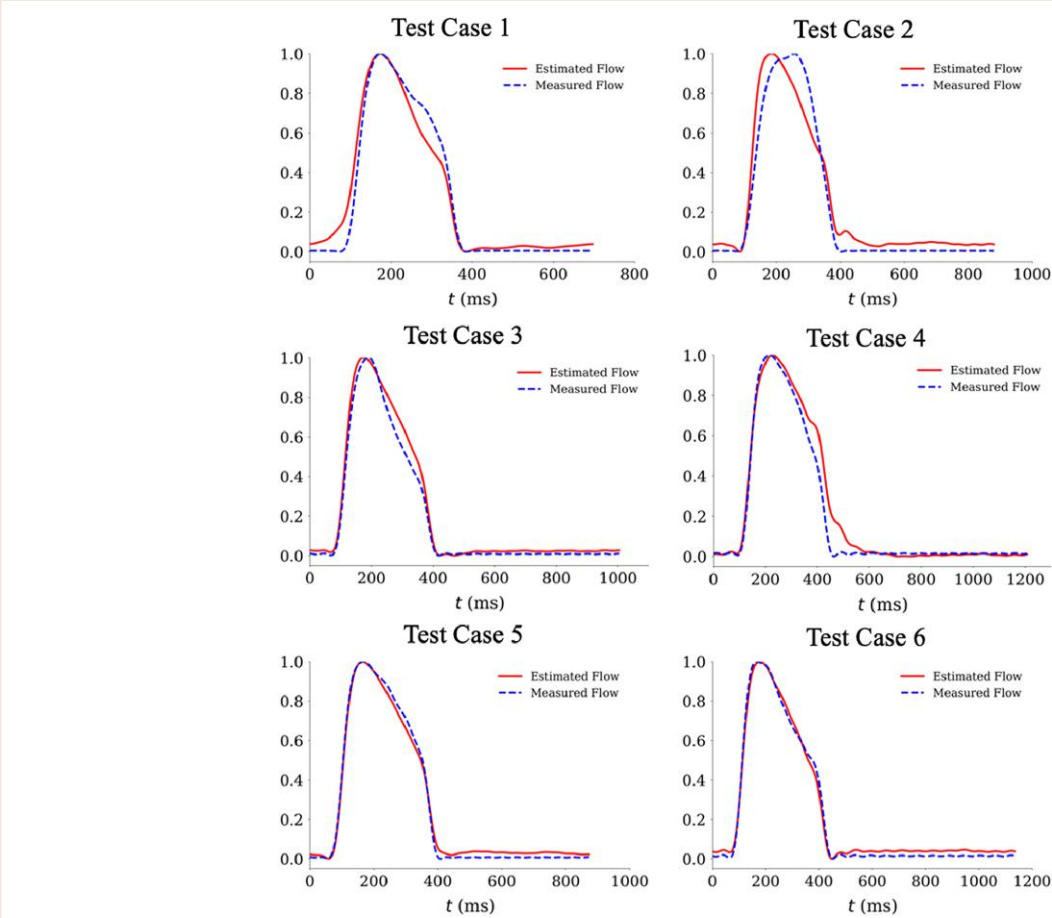 Test Case 1
1.0
0.8
0.6
0.4
0.2
0.0
Estimated Flow
Measured Flow
0 200 400 600 800
t (ms)
Test Case 2
1.0
0.8
0.6
0.4
0.2
0.0
Estimated Flow
Measured Flow
0 200 400 600 800 1000
t (ms)
Test Case 3
1.0
0.8
0.6
0.4
0.2
0.0
Estimated Flow
Measured Flow
0 200 400 600 800 1000
t (ms)
Test Case 4
1.0
0.8
0.6
0.4
0.2
0.0
Estimated Flow
Measured Flow
0 200 400 600 800 1000 1200
t (ms)
Test Case 5
1.0
0.8
0.6
0.4
0.2
0.0
Estimated Flow
Measured Flow
0 200 400 600 800 1000
t (ms)
Test Case 6
1.0
0.8
0.6
0.4
0.2
0.0
Estimated Flow
Measured Flow
0 200 400 600 800 1000 1200
t (ms)